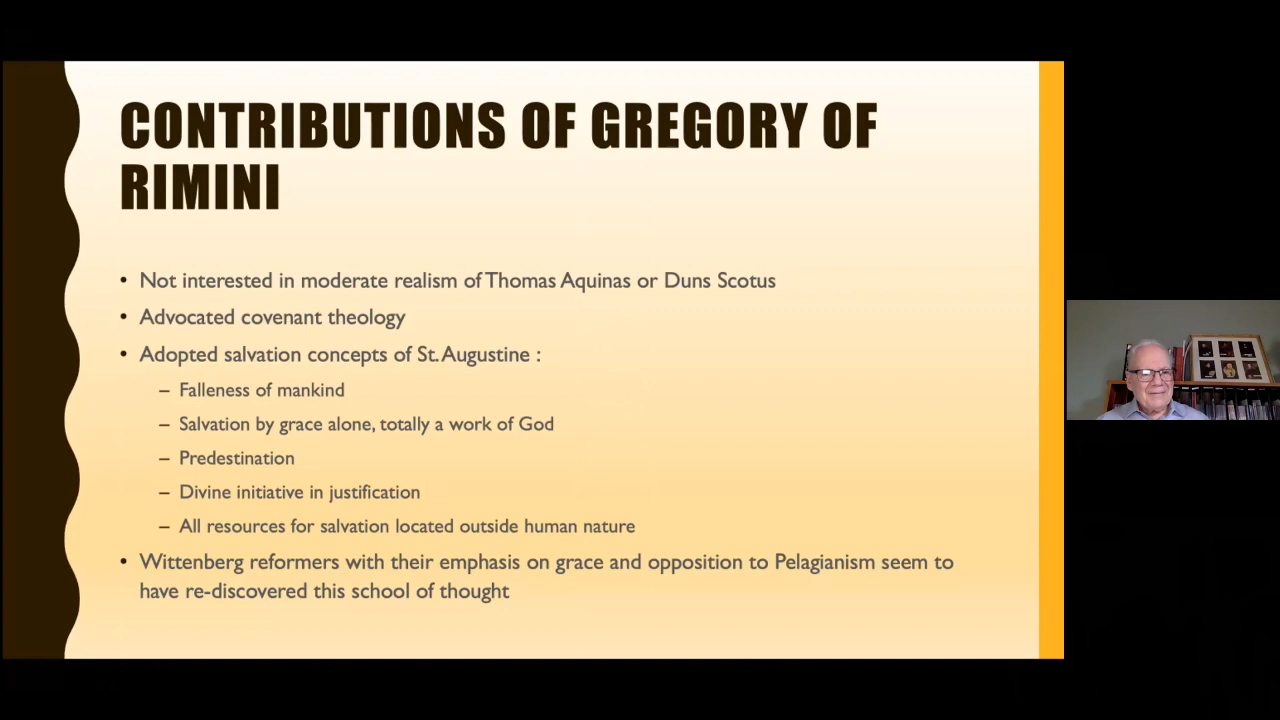 CONTRIBUTIONS OF GREGORY OF
RIMINI
• Not interested in moderate realism of Thomas Aquinas or Duns Scotus
• Advocated covenant theology
• Adopted salvation concepts of St. Augustine :
– Falleness of mankind
– Salvation by grace alone, totally a work of God
– Predestination
– Divine initiative in justification
– All resources for salvation located outside human nature
• Wittenberg reformers with their emphasis on grace and opposition to Pelagianism seem to
have re-discovered this school of thought